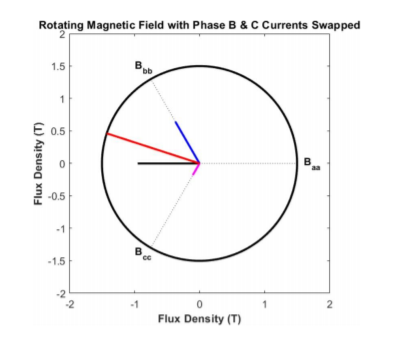 Rotating Magnetic Field with Phase B & C Currents Swapped
2
1.5
1
0.5
0
-0.5
-1
-1.5
-2
Flux Density (T)
B_bb
B_aa
B_cc
-2 -1 0 1 2
Flux Density (T)